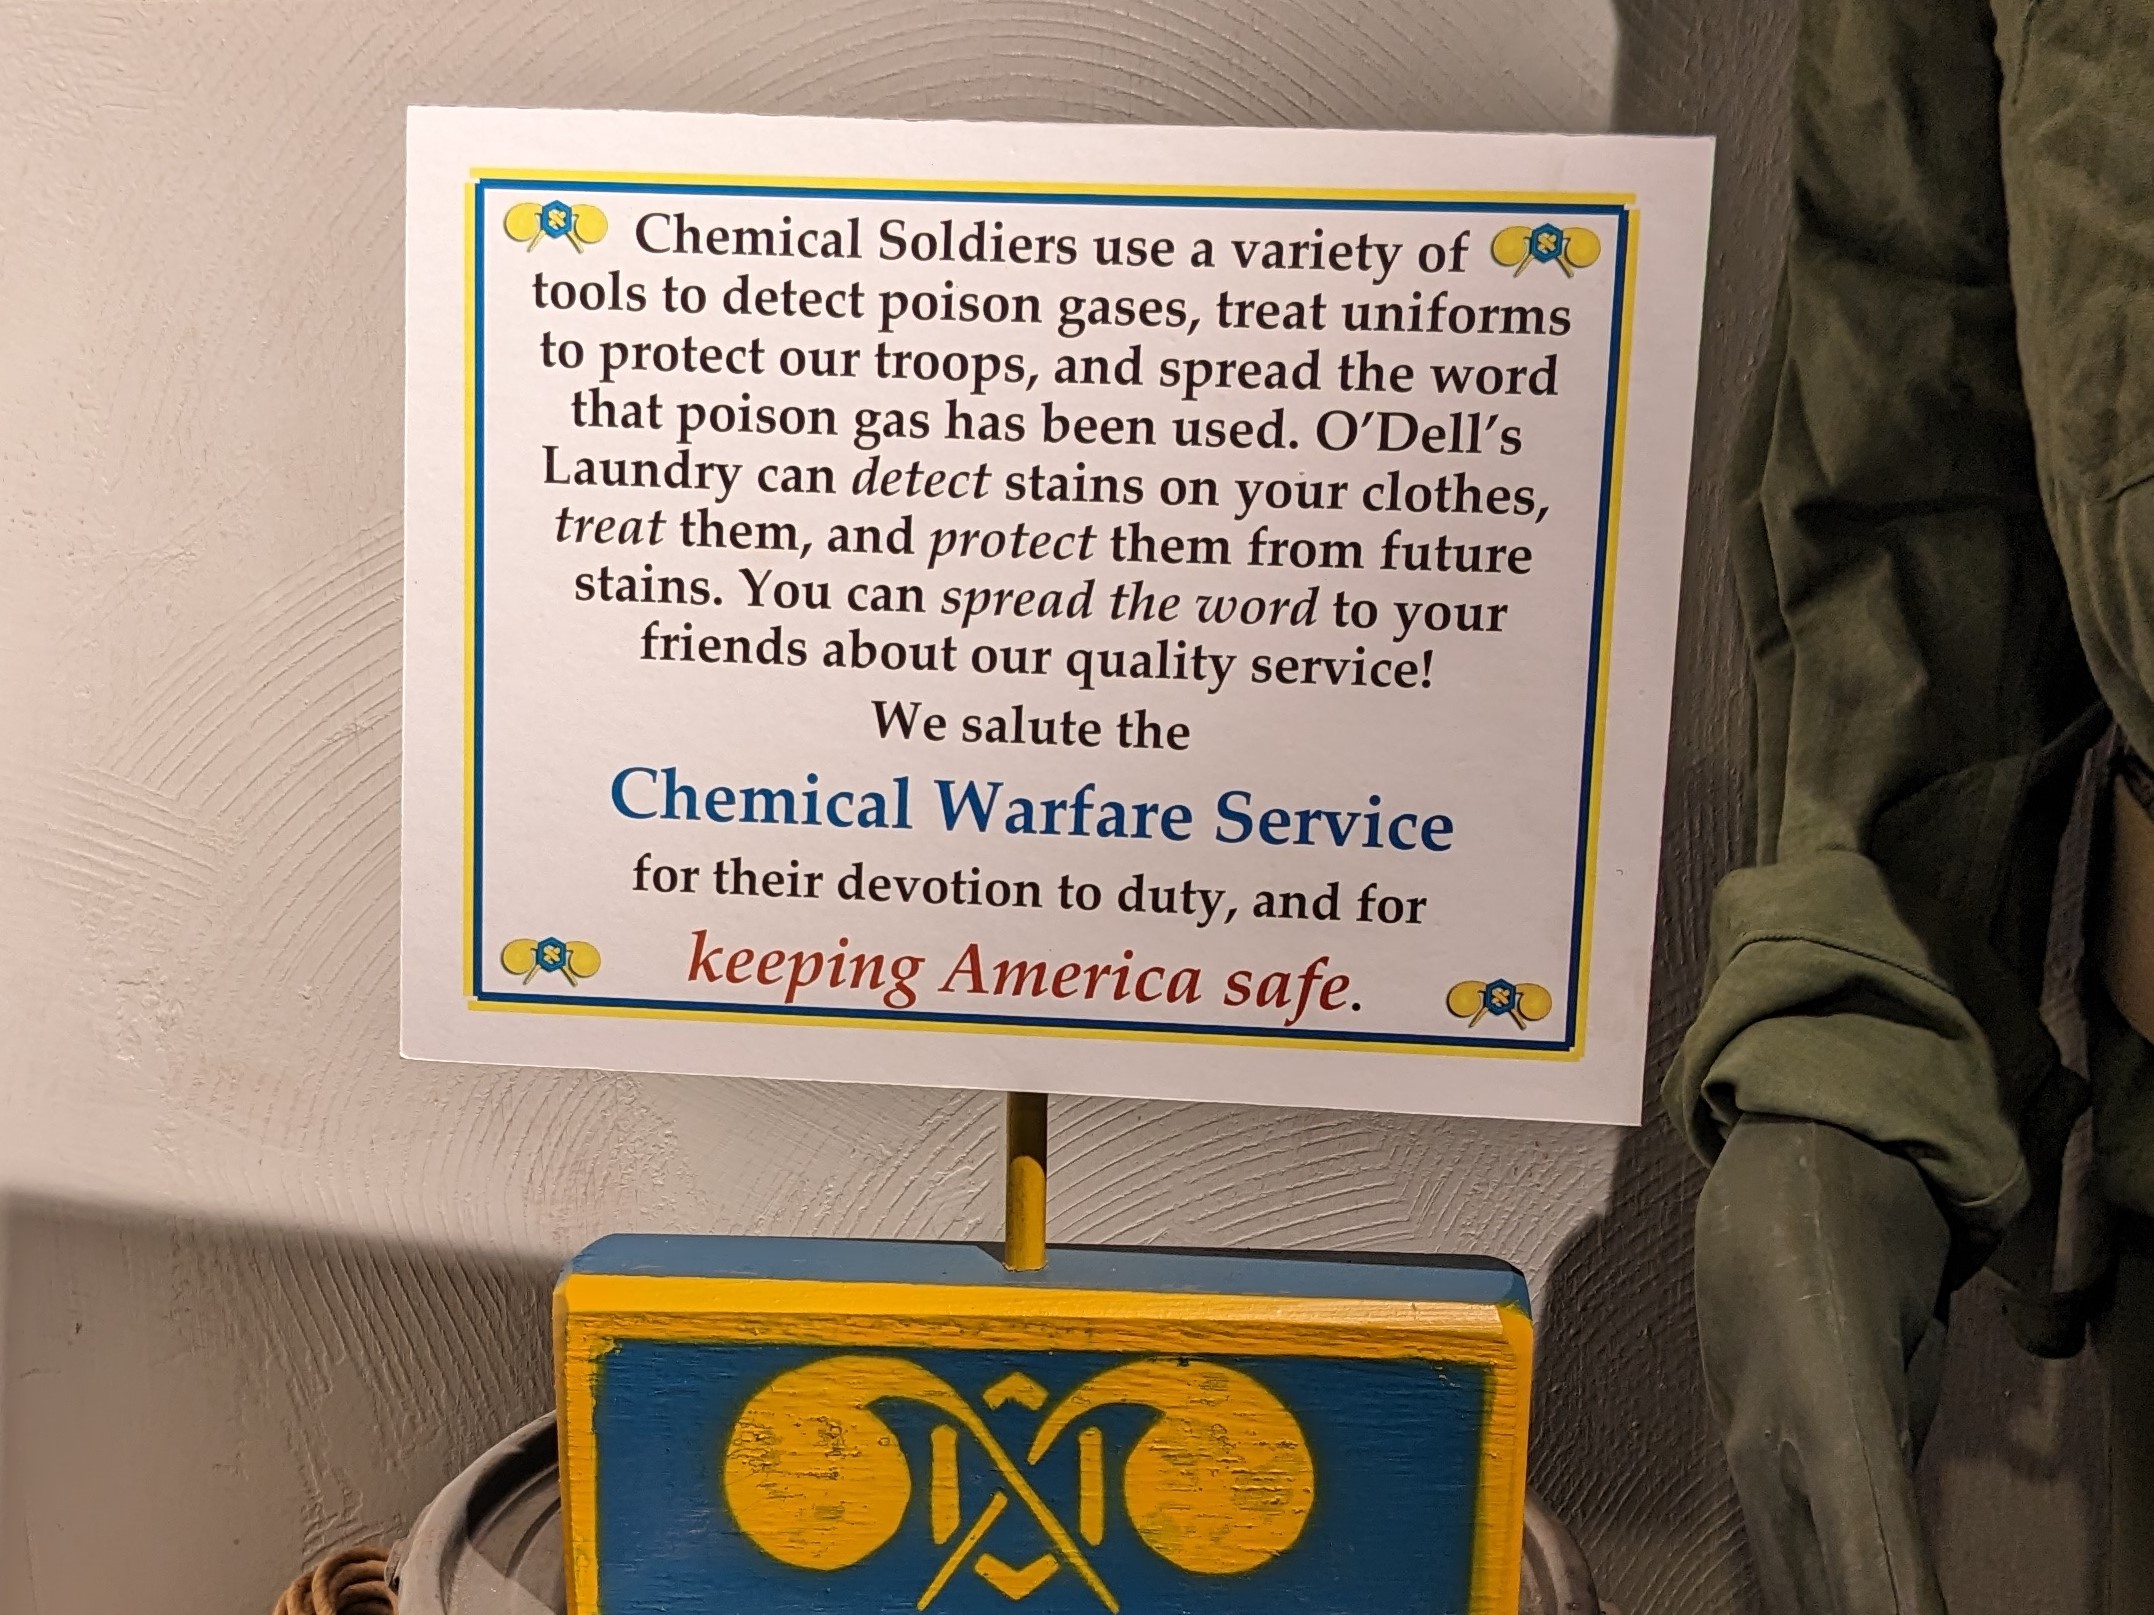 Chemical Soldiers use a variety of
tools to detect poison gases, treat uniforms
to protect our troops, and spread the word
that poison gas has been used. O'Dell's
Laundry can detect stains on your clothes,
treat them, and protect them from future
stains. You can spread the word to your
friends about our quality service!
We salute the
Chemical Warfare Service
for their devotion to duty, and for
keeping America safe.